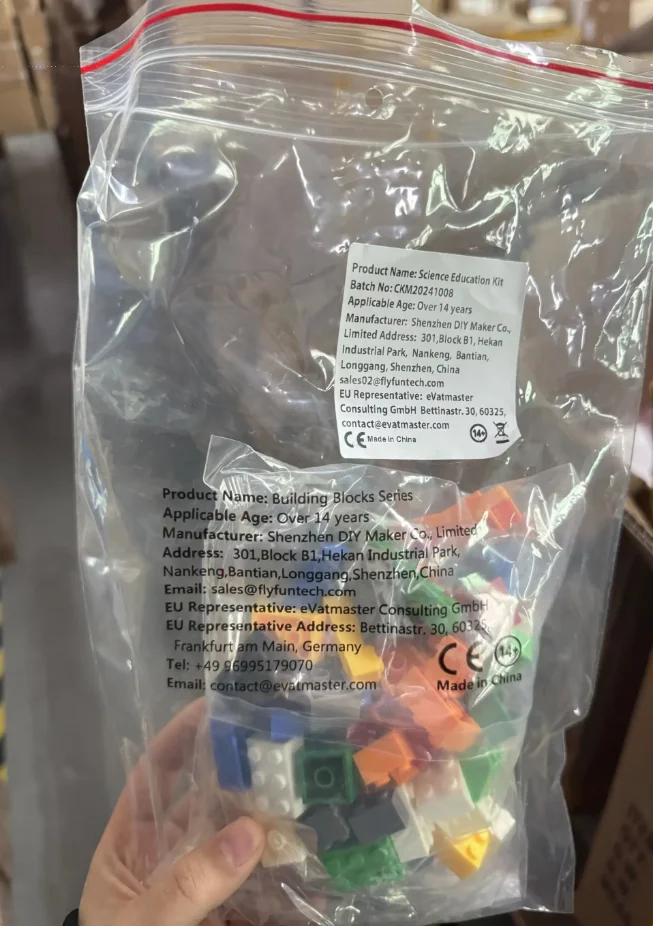 Product Name: Science Education Kit
Batch No: CKM20241008
Applicable Age: Over 14 years
Manufacturer: Shenzhen DIY Maker Co.,
Limited Address: 301,Block B1, Hekan
Industrial Park, Nankeng, Bantian,
Longgang, Shenzhen, China
sales02@flyfuntech.com
EU Representative: eVatmaster
Consulting GmbH Bettinastr. 30, 60325,
contact@evatmaster.com
CE Made in China 14+
Product Name: Building Blocks Series
Applicable Age: Over 14 years
Manufacturer: Shenzhen DIY Maker Co., Limited
Address: 301,Block B1,Hekan Industrial Park,
Nankeng,Bantian,Longgang,Shenzhen,China
Email: sales@flyfuntech.com
EU Representative: eVatmaster Consulting GmbH
EU Representative Address: Bettinastr. 30, 60325,
Frankfurt am Main, Germany
Tel: +49 96995179070
Email: contact@evatmaster.com
CE 14+
Made in China